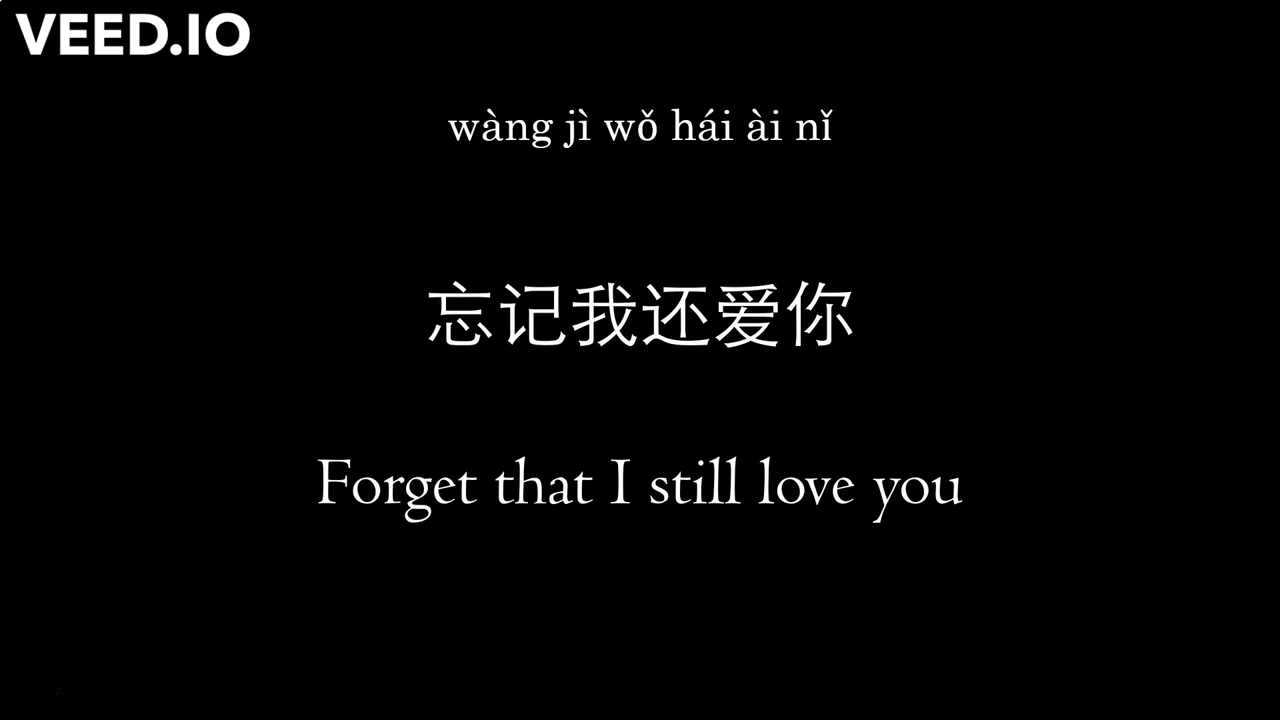 VEED.IO
wàng jì wǒ hái ài nǐ
忘记我还爱你
Forget that I still love you